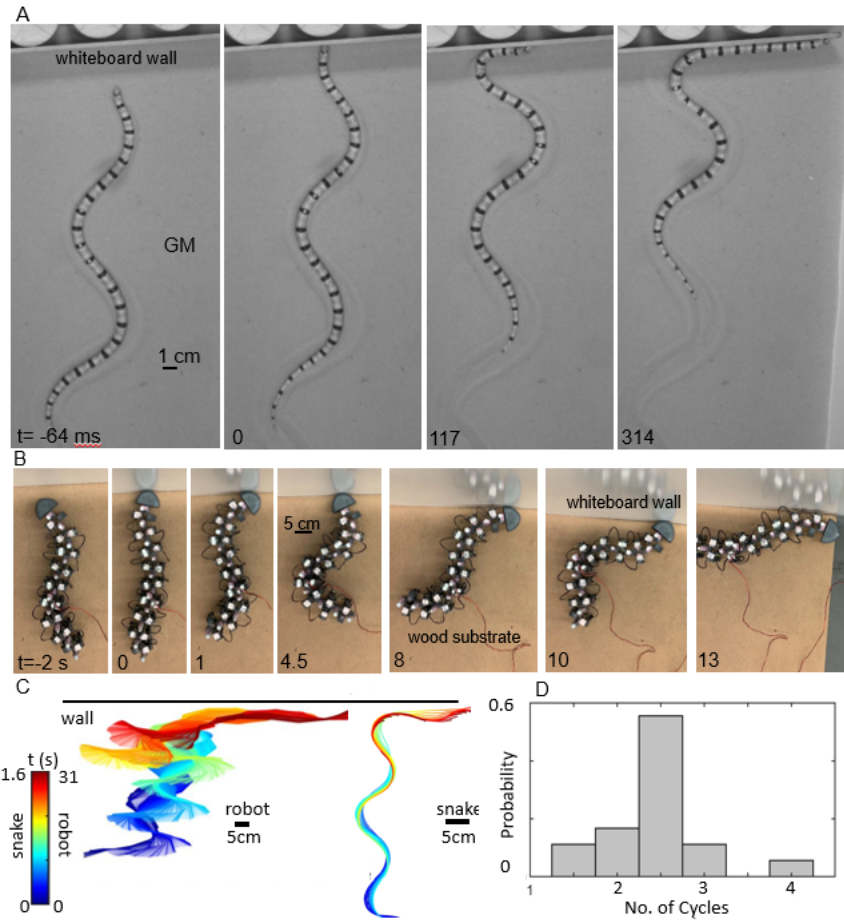 A
whiteboard wall
GM
1 cm
t= -64 ms
0
117
314
B
5 cm
whiteboard wall
wood substrate
t=-2 s
0
1
4.5
8
10
13
C
D
wall
t (s)
1.6
31
snake
robot
0
0
robot
5cm
snake
5cm
0.6
Probability
0
1
2
3
4
No. of Cycles